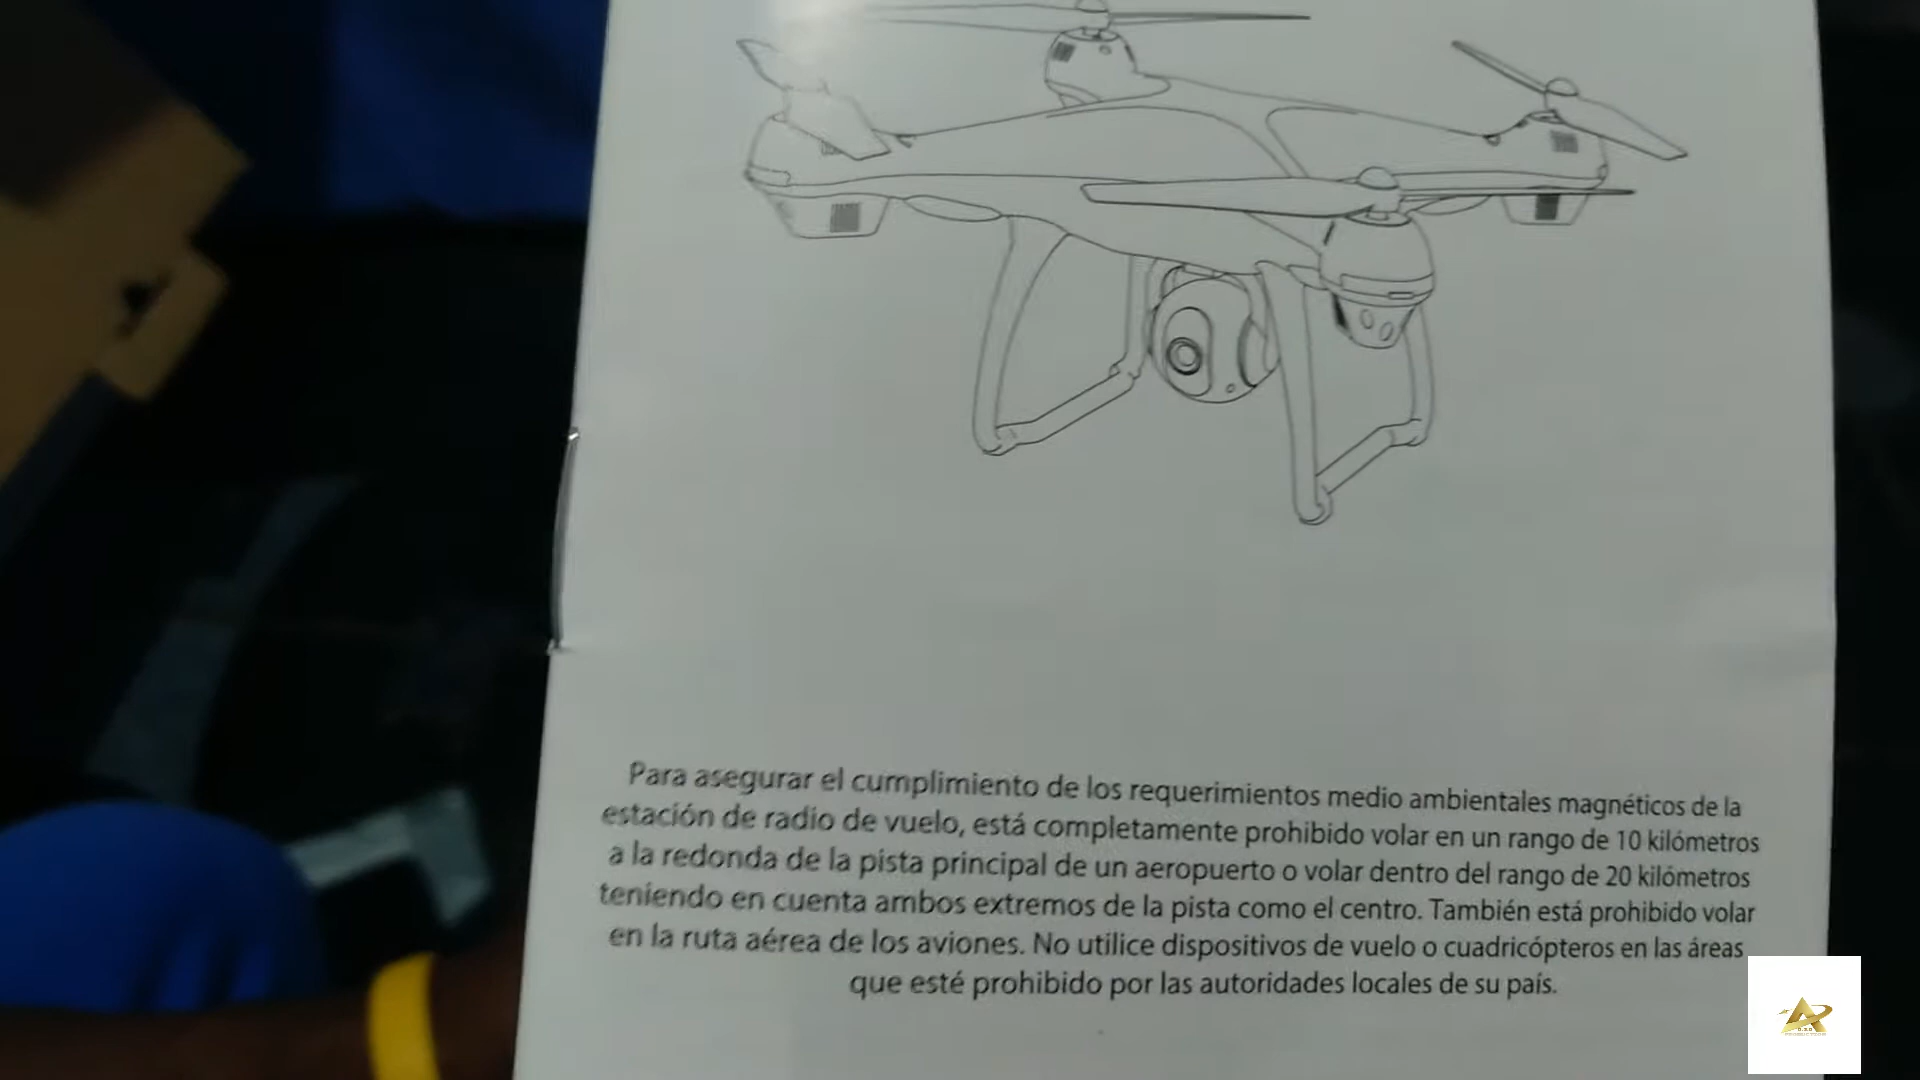 Para asegurar el cumplimiento de los requerimientos medio ambientales magnéticos de la
estación de radio de vuelo, está completamente prohibido volar en un rango de 10 kilómetros
a la redonda de la pista principal de un aeropuerto o volar dentro del rango de 20 kilómetros
teniendo en cuenta ambos extremos de la pista como el centro. También está prohibido volar
en la ruta aérea de los aviones. No utilice dispositivos de vuelo o cuadricópteros en las áreas
que esté prohibido por las autoridades locales de su país.